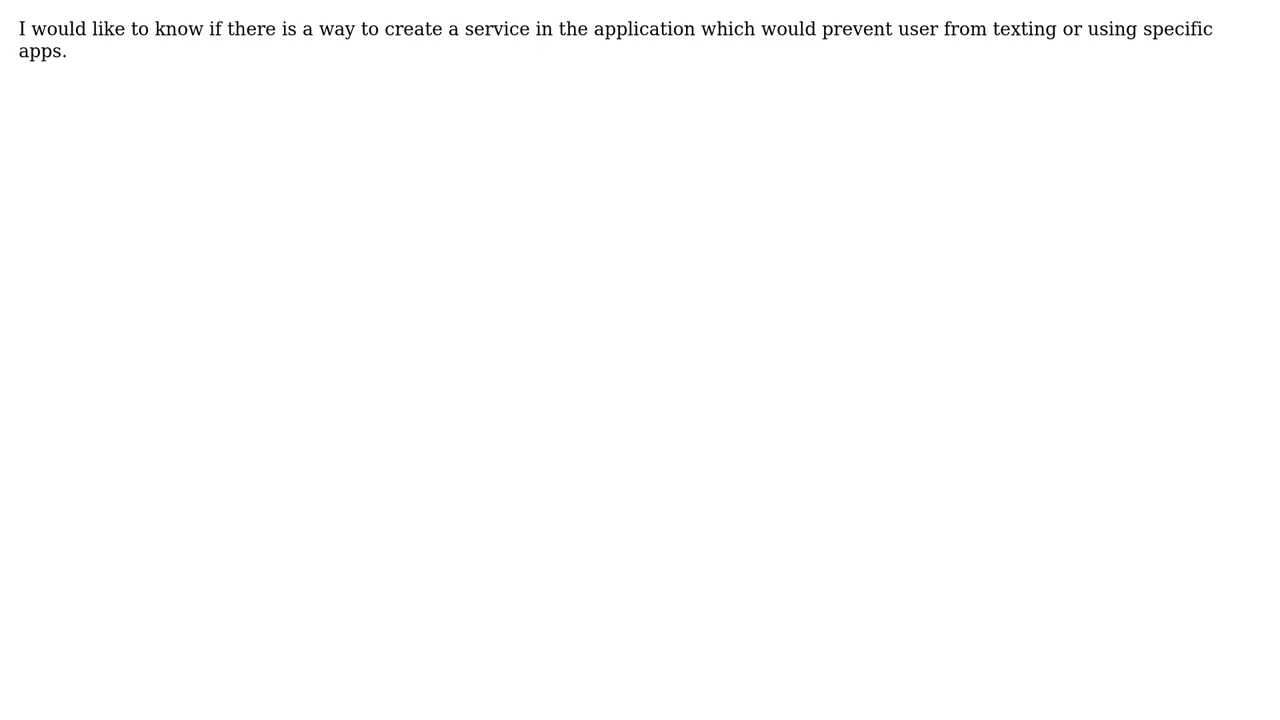 I would like to know if there is a way to create a service in the application which would prevent user from texting or using specific
apps.